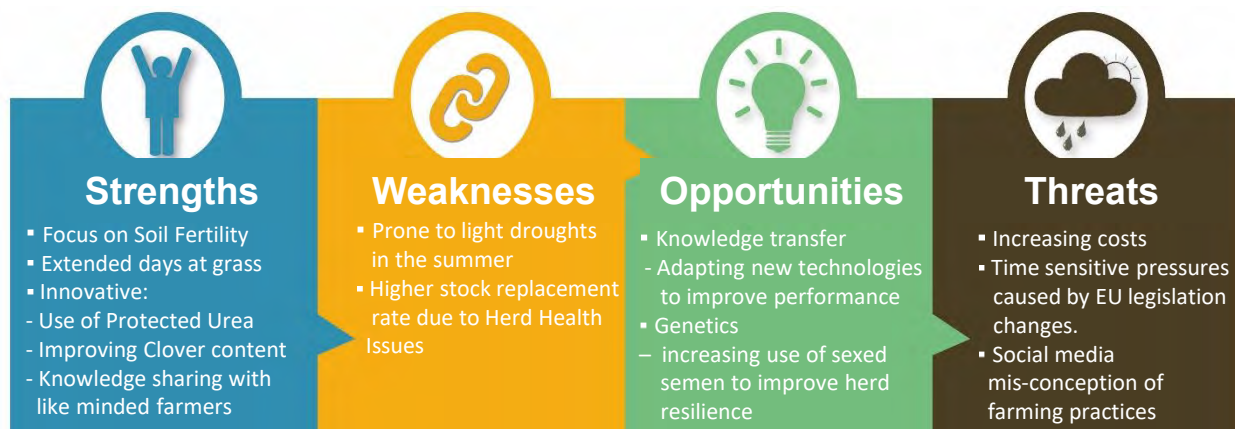 Strengths
▪ Focus on Soil Fertility
▪ Extended days at grass
▪ Innovative:
- Use of Protected Urea
- Improving Clover content
- Knowledge sharing with
like minded farmers
Weaknesses
▪ Prone to light droughts
in the summer
▪ Higher stock replacement
rate due to Herd Health
Issues
Opportunities
▪ Knowledge transfer
- Adapting new technologies
to improve performance
▪ Genetics
– increasing use of sexed
semen to improve herd
resilience
Threats
▪ Increasing costs
▪ Time sensitive pressures
caused by EU legislation
changes.
▪ Social media
mis-conception of
farming practices